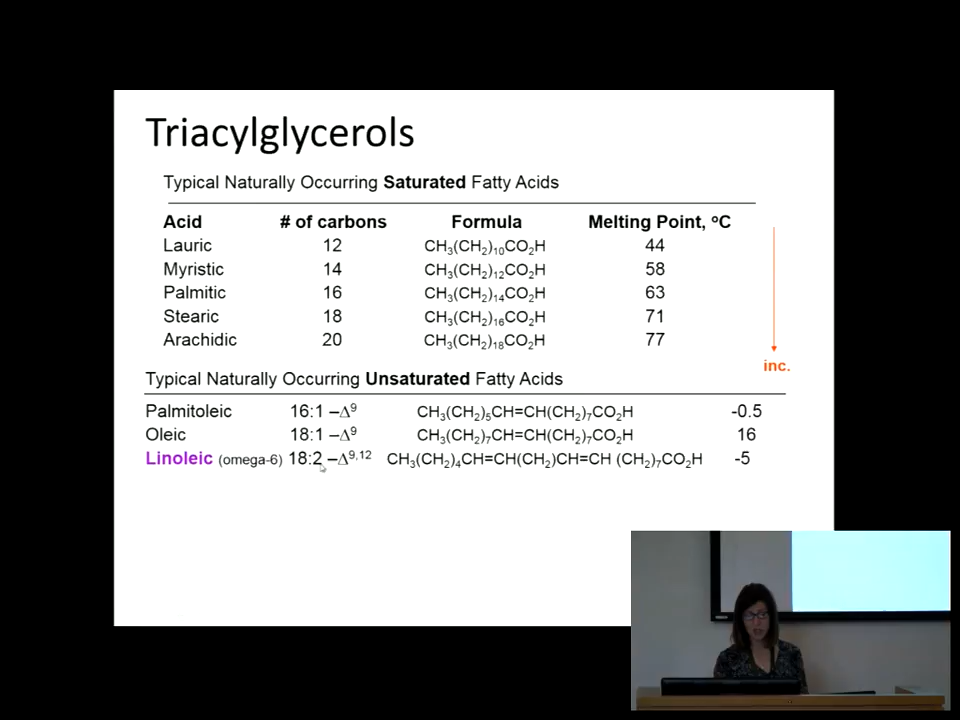 Triacylglycerols
Typical Naturally Occurring Saturated Fatty Acids
Acid # of carbons Formula Melting Point, °C
Lauric 12 CH₃(CH₂)₁₀CO₂H 44
Myristic 14 CH₃(CH₂)₁₂CO₂H 58
Palmitic 16 CH₃(CH₂)₁₄CO₂H 63
Stearic 18 CH₃(CH₂)₁₆CO₂H 71
Arachidic 20 CH₃(CH₂)₁₈CO₂H 77
inc.
Typical Naturally Occurring Unsaturated Fatty Acids
Palmitoleic 16:1 –Δ⁹ CH₃(CH₂)₅CH=CH(CH₂)₇CO₂H -0.5
Oleic 18:1 –Δ⁹ CH₃(CH₂)₇CH=CH(CH₂)₇CO₂H 16
Linoleic (omega-6) 18:2 –Δ⁹,¹² CH₃(CH₂)₄CH=CH(CH₂)CH=CH (CH₂)₇CO₂H -5